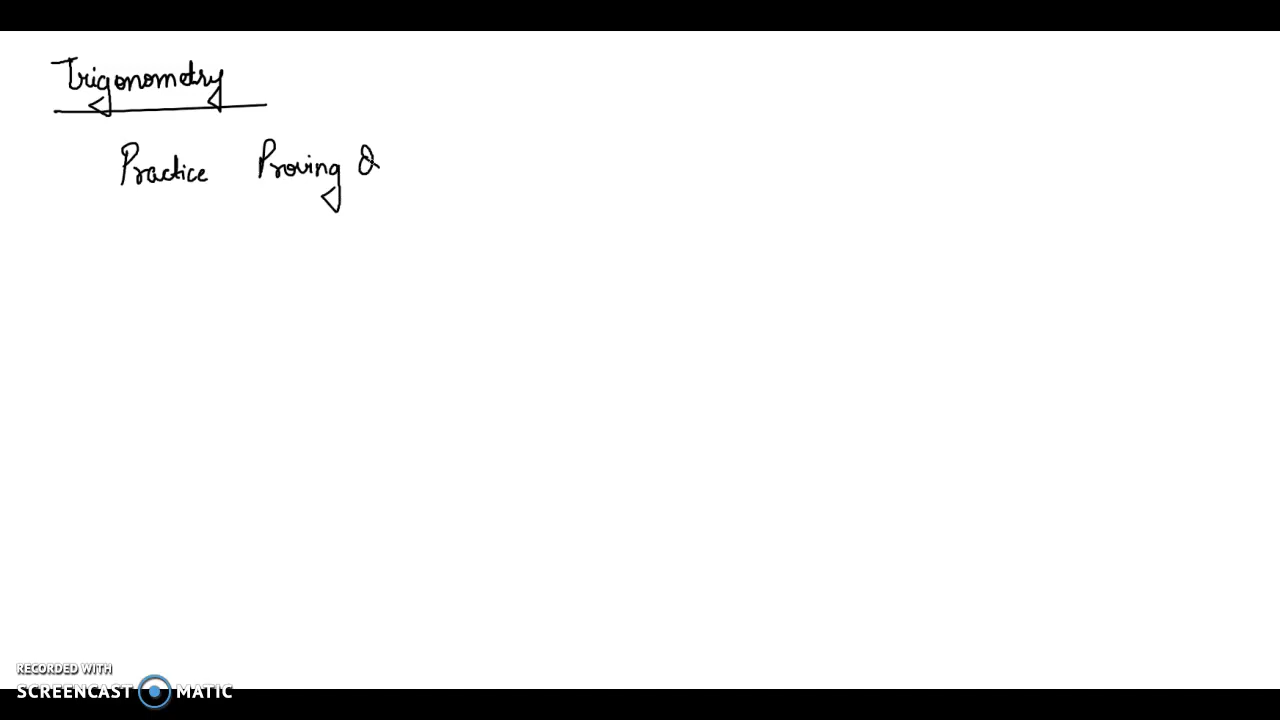 Trigonometry
Practice Proving Q
RECORDED WITH
SCREENCAST MATIC